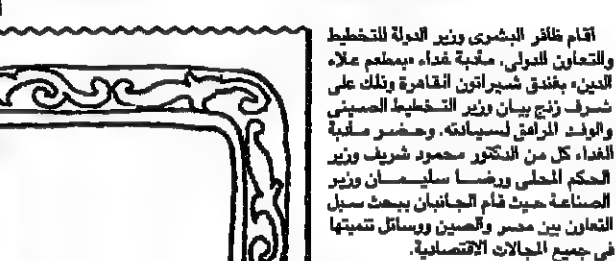 أقام ظافر البشرى وزير الدولة للتخطيط
والتعاون الدولى، مأدبة غداء «بمطعم علاء
الدين» بفندق شيراتون القاهرة وذلك على
شرف زنج بيان وزير التخطيط الصينى
والوفد المرافق لسيادته. وحضر مأدبة
الغداء كل من الدكتور محمود شريف وزير
الحكم المحلى ورضا سليمان وزير
الصناعة حيث قام الجانبان ببحث سبل
التعاون بين مصر والصين ووسائل تنميتها
فى جميع المجالات الاقتصادية.